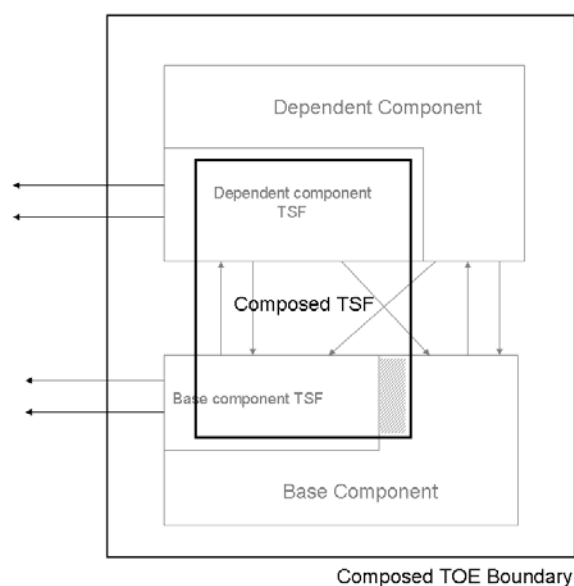 Dependent Component
Dependent component
TSF
Composed TSF
Base component TSF
Base Component
Composed TOE Boundary